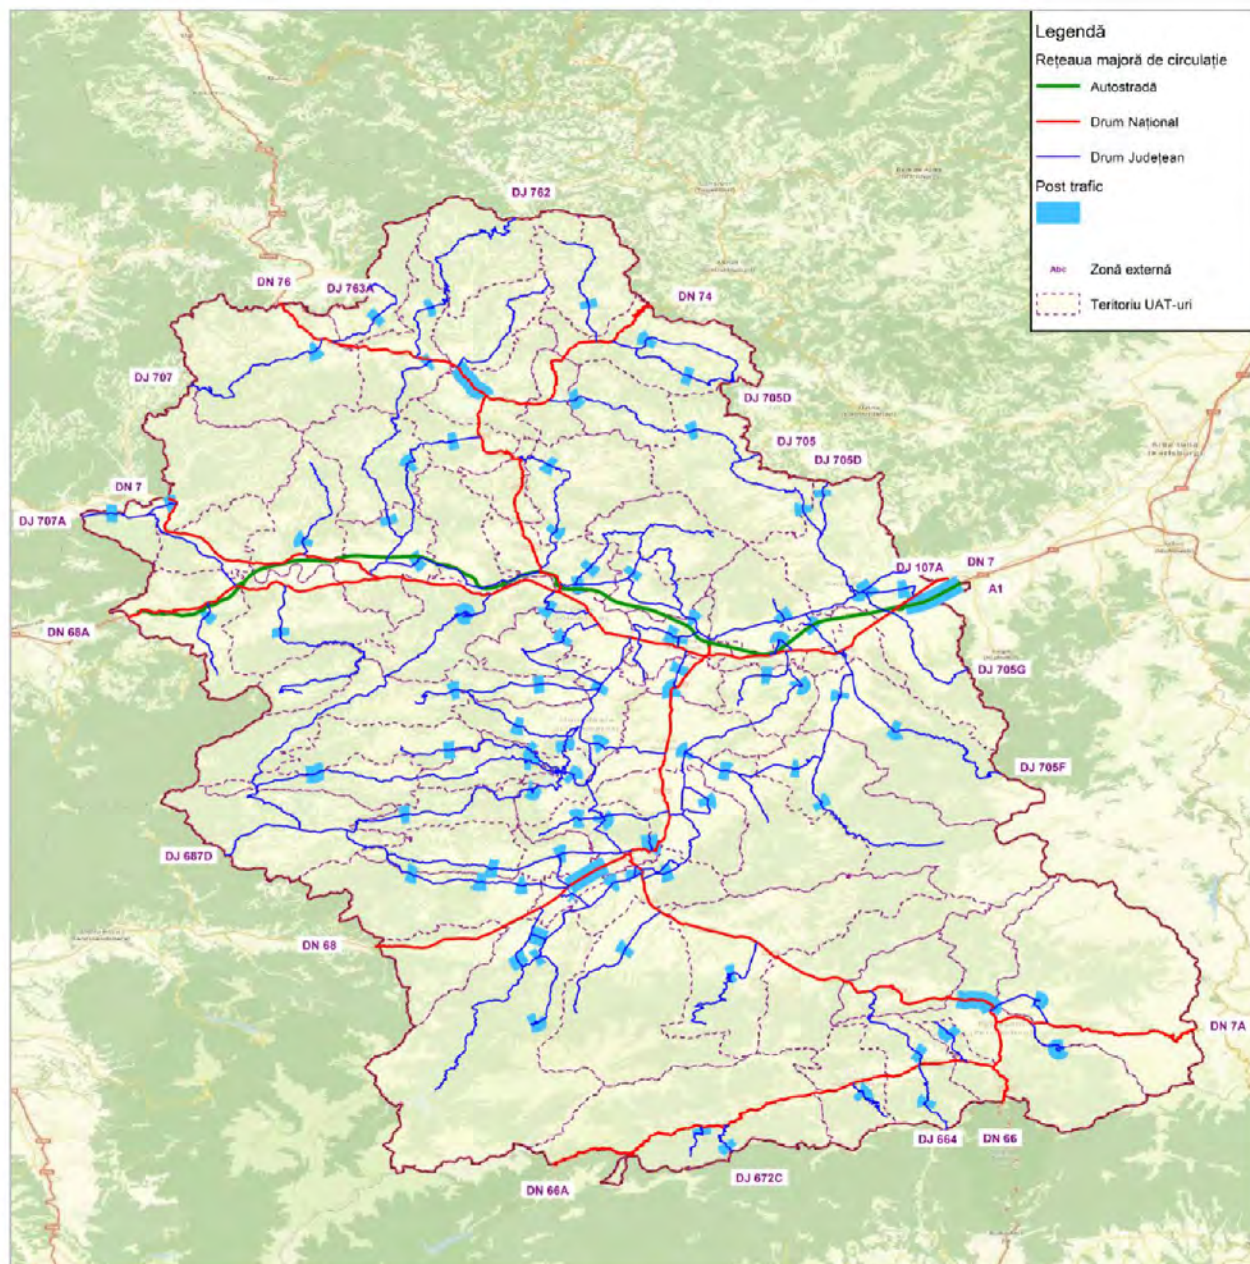 Legendă
Rețeaua majoră de circulație
Autostradă
Drum Național
Drum Județean
Post trafic
Abc Zonă externă
Teritoriu UAT-uri
DJ 762
DN 76
DJ 763A
DN 74
DJ 707
DJ 705D
DJ 705
DJ 705D
DN 7
DJ 707A
DJ 107A
DN 7
A1
DN 68A
DJ 705G
DJ 705F
DJ 687D
DN 68
DN 7A
DJ 664
DN 66
DJ 672C
DN 66A